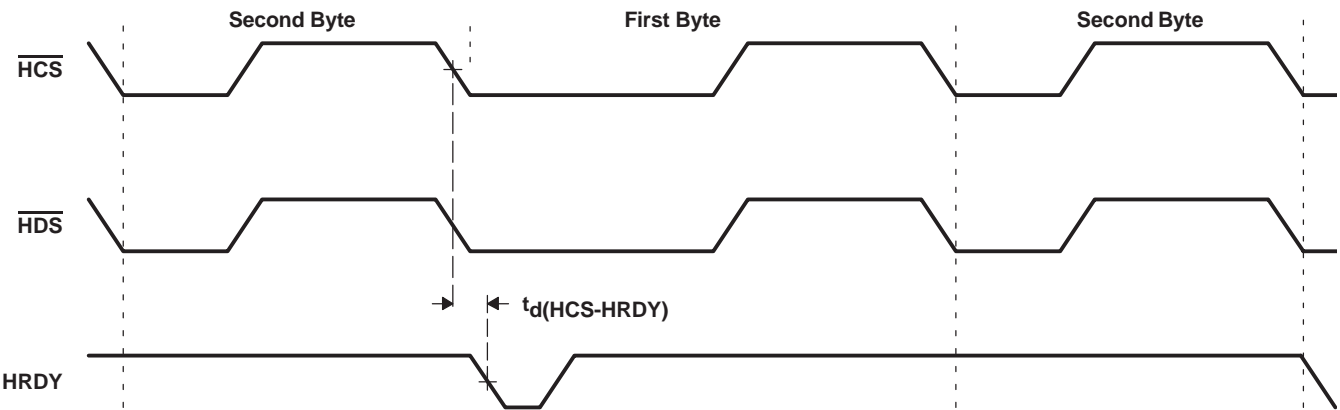 Second Byte First Byte Second Byte
HCS
HDS
td(HCS-HRDY)
HRDY